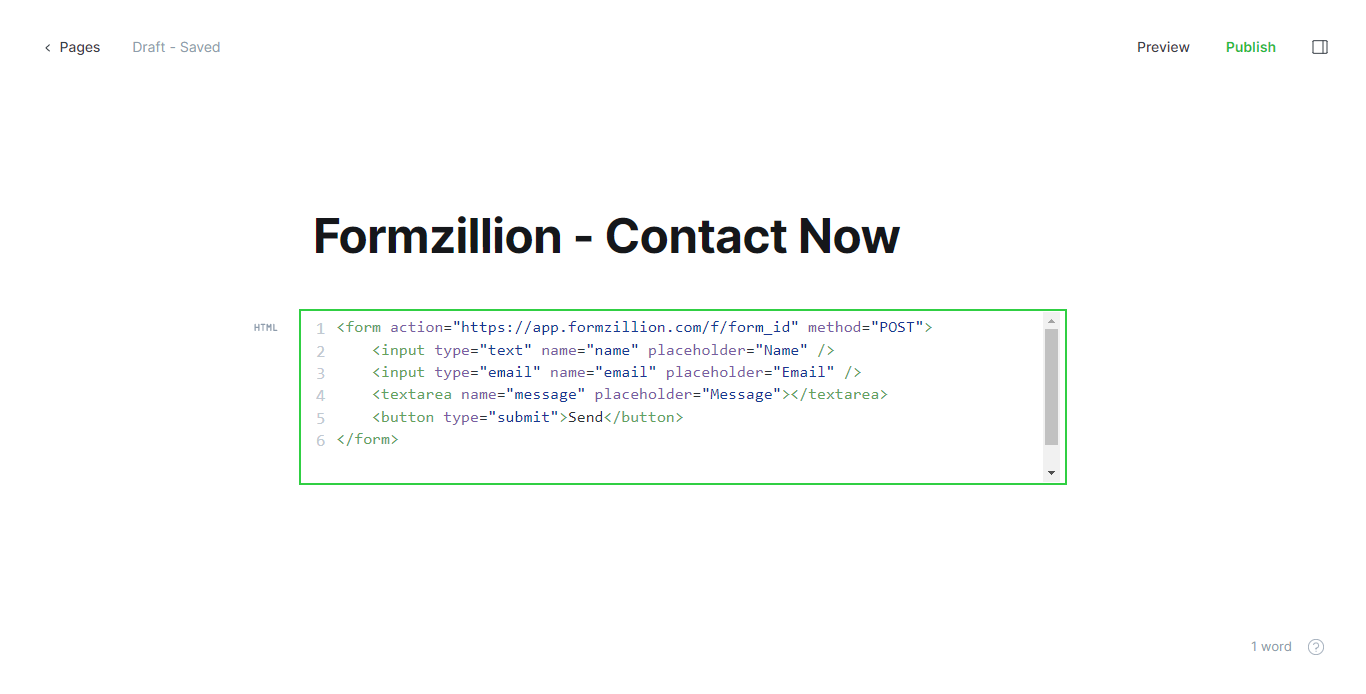 ‹ Pages Draft - Saved Preview Publish
Formzillion - Contact Now
HTML
1 <form action="https://app.formzillion.com/f/form_id" method="POST">
2     <input type="text" name="name" placeholder="Name" />
3     <input type="email" name="email" placeholder="Email" />
4     <textarea name="message" placeholder="Message"></textarea>
5     <button type="submit">Send</button>
6 </form>
1 word ?